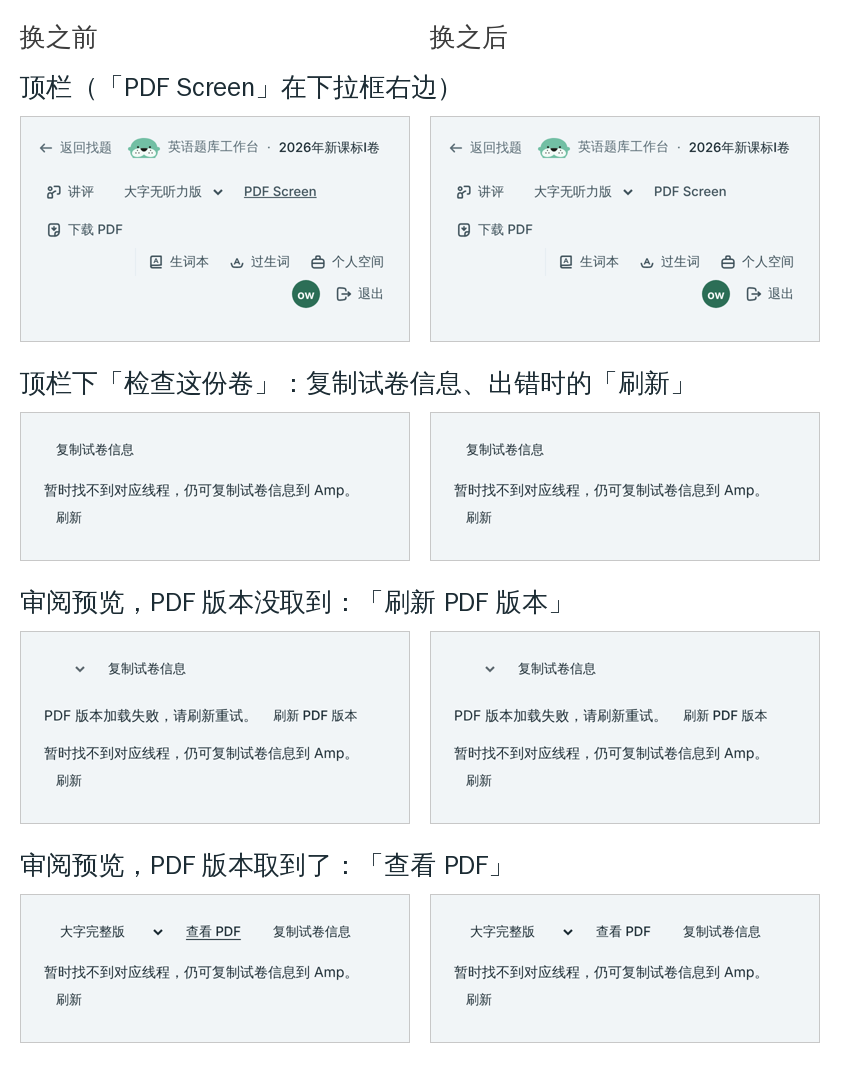 换之前 换之后
顶栏（「PDF Screen」在下拉框右边）
返回找题 英语题库工作台 · 2026年新课标I卷 返回找题 英语题库工作台 · 2026年新课标I卷
讲评 大字无听力版 PDF Screen 讲评 大字无听力版 PDF Screen
下载 PDF 下载 PDF
生词本 过生词 个人空间 生词本 过生词 个人空间
ow 退出 ow 退出
顶栏下「检查这份卷」：复制试卷信息、出错时的「刷新」
复制试卷信息 复制试卷信息
暂时找不到对应线程，仍可复制试卷信息到 Amp。 暂时找不到对应线程，仍可复制试卷信息到 Amp。
刷新 刷新
审阅预览，PDF 版本没取到：「刷新 PDF 版本」
复制试卷信息 复制试卷信息
PDF 版本加载失败，请刷新重试。 刷新 PDF 版本 PDF 版本加载失败，请刷新重试。 刷新 PDF 版本
暂时找不到对应线程，仍可复制试卷信息到 Amp。 暂时找不到对应线程，仍可复制试卷信息到 Amp。
刷新 刷新
审阅预览，PDF 版本取到了：「查看 PDF」
大字完整版 查看 PDF 复制试卷信息 大字完整版 查看 PDF 复制试卷信息
暂时找不到对应线程，仍可复制试卷信息到 Amp。 暂时找不到对应线程，仍可复制试卷信息到 Amp。
刷新 刷新